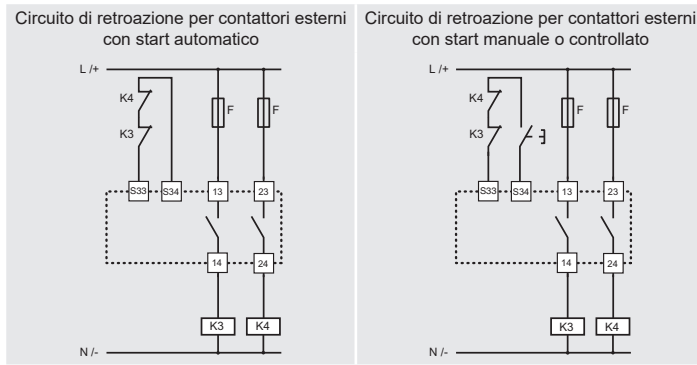 Circuito di retroazione per contattori esterni
con start automatico
L /+
K4
F
F
K3
S33
S34
13
23
14
24
K3
K4
N /-
Circuito di retroazione per contattori esterni
con start manuale o controllato
L /+
K4
F
F
K3
S33
S34
13
23
14
24
K3
K4
N /-